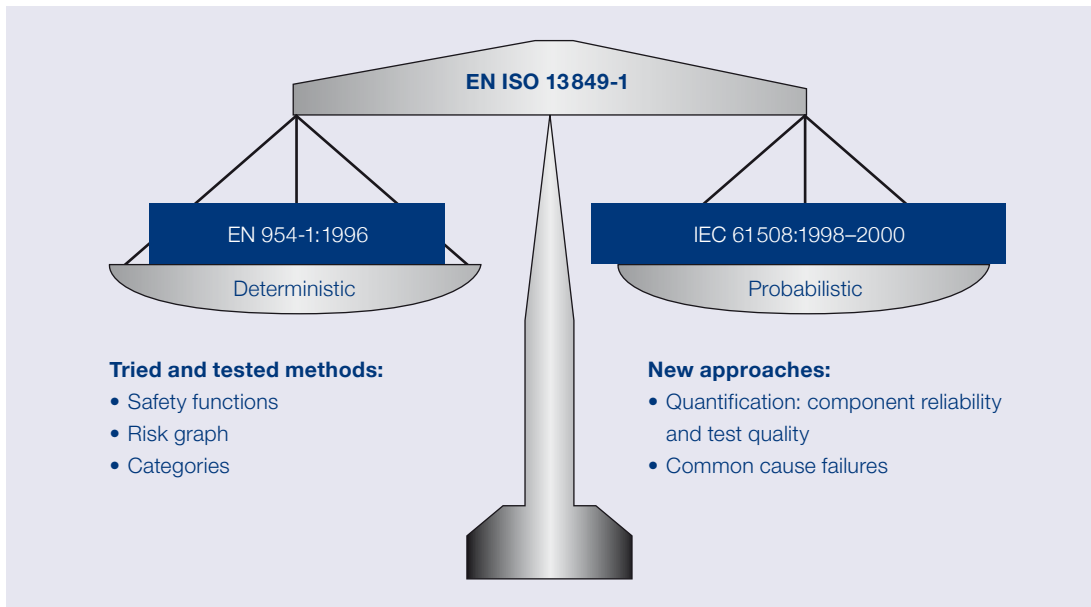 EN ISO 13849-1
EN 954-1:1996
IEC 61508:1998–2000
Deterministic
Probabilistic
Tried and tested methods:
• Safety functions
• Risk graph
• Categories
New approaches:
• Quantification: component reliability
and test quality
• Common cause failures